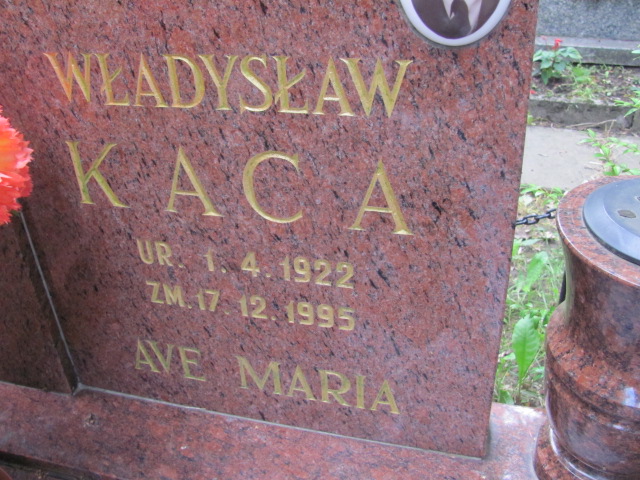 WŁADYSŁAW
KACA
UR. 1.4.1922
ZM.17.12.1995
AVE MARIA